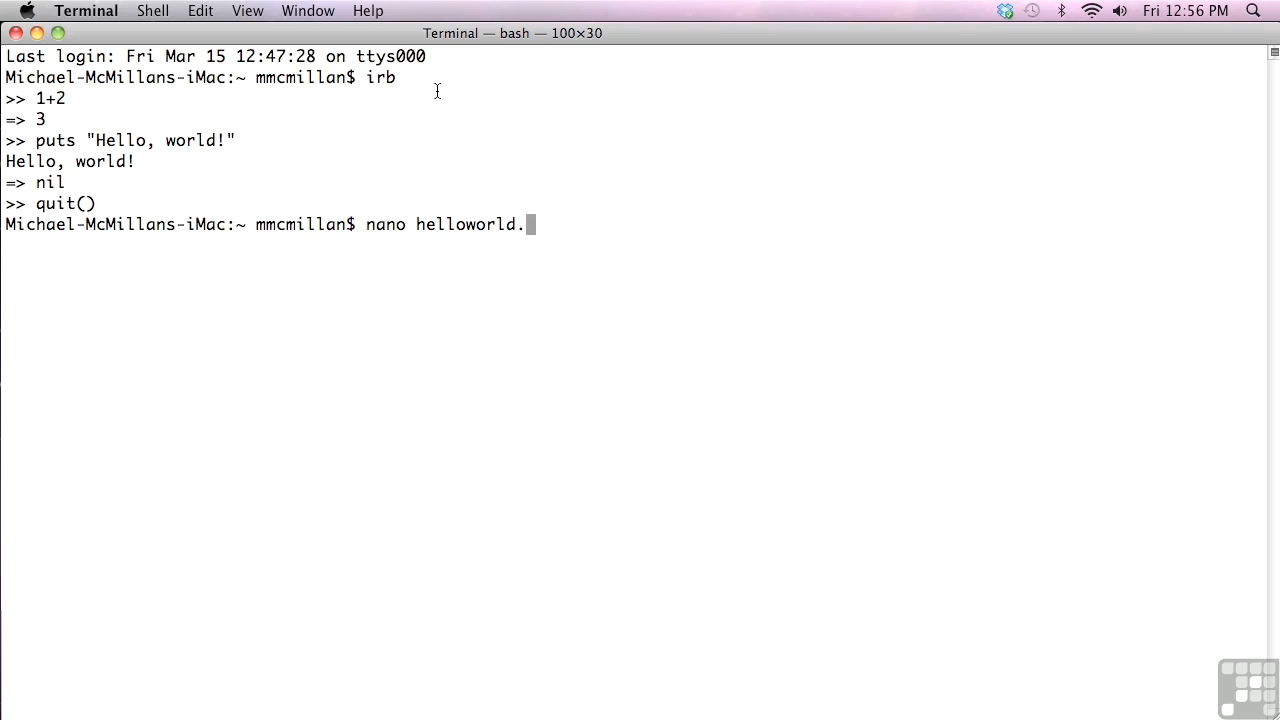 Terminal Shell Edit View Window Help Fri 12:56 PM
Terminal — bash — 100×30
Last login: Fri Mar 15 12:47:28 on ttys000
Michael-McMillans-iMac:~ mmcmillan$ irb
>> 1+2
=> 3
>> puts "Hello, world!"
Hello, world!
=> nil
>> quit()
Michael-McMillans-iMac:~ mmcmillan$ nano helloworld.